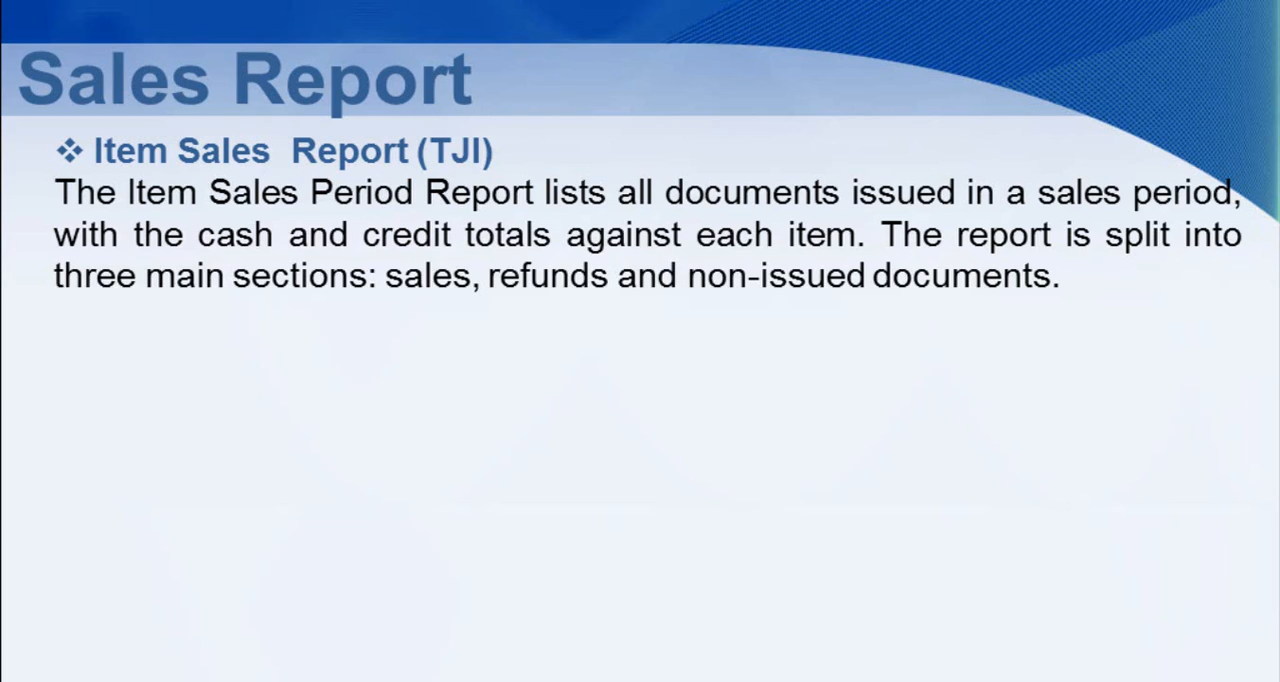 Sales Report
❖ Item Sales Report (TJI)
The Item Sales Period Report lists all documents issued in a sales period,
with the cash and credit totals against each item. The report is split into
three main sections: sales, refunds and non-issued documents.